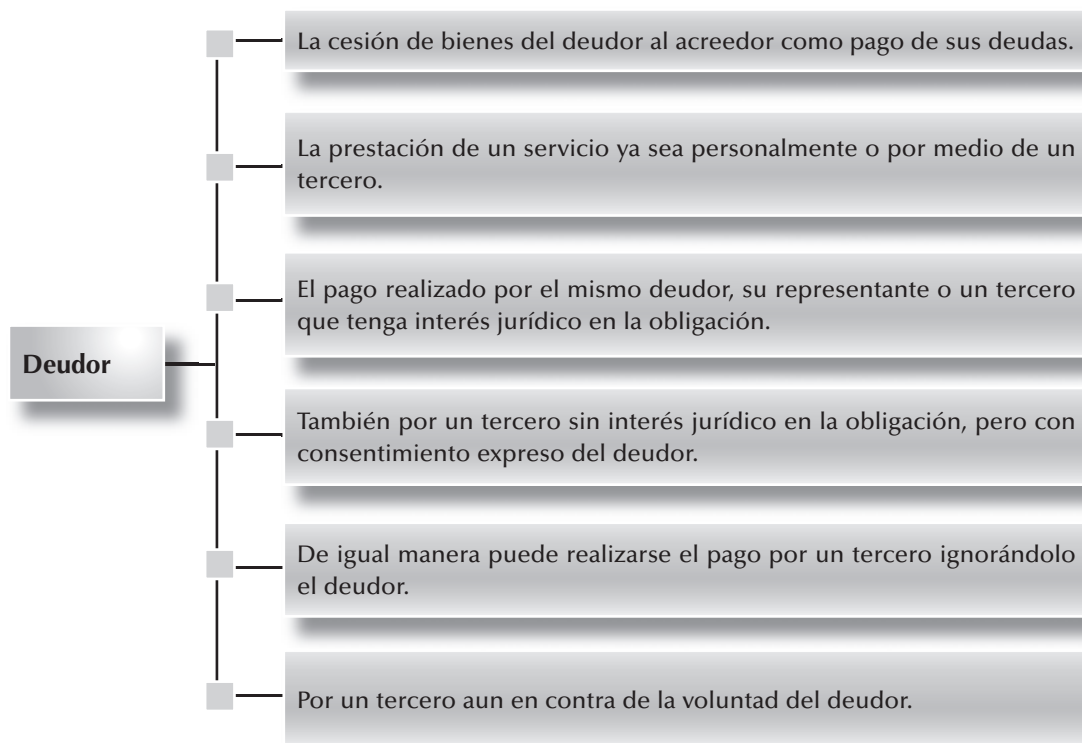 La cesión de bienes del deudor al acreedor como pago de sus deudas.
La prestación de un servicio ya sea personalmente o por medio de un
tercero.
El pago realizado por el mismo deudor, su representante o un tercero
que tenga interés jurídico en la obligación.
Deudor
También por un tercero sin interés jurídico en la obligación, pero con
consentimiento expreso del deudor.
De igual manera puede realizarse el pago por un tercero ignorándolo
el deudor.
Por un tercero aun en contra de la voluntad del deudor.